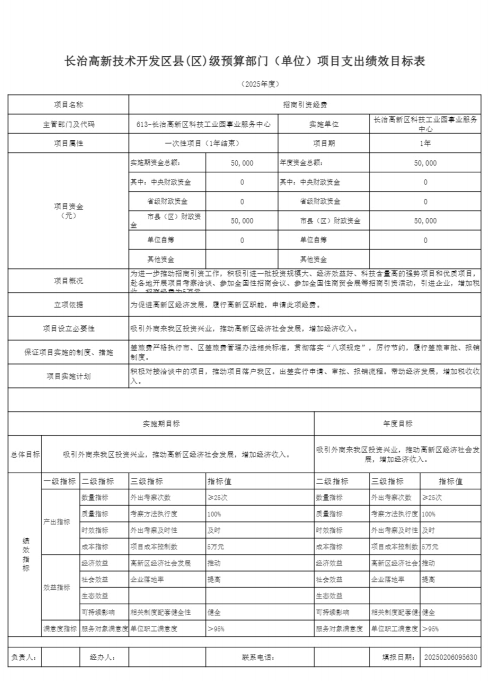 长治高新技术开发区县(区)级预算部门（单位）项目支出绩效目标表
（2025年度）
项目名称 招商引资经费
主管部门及代码 613-长治高新区科技工业园事业服务中心 实施单位 长治高新区科技工业园事业服务中心
项目属性 一次性项目（1年结束） 项目期 1年
项目资金（元）
实施期资金总额： 50,000 年度资金总额： 50,000
其中：中央财政资金 0 其中：中央财政资金 0
省级财政资金 0 省级财政资金 0
市县（区）财政资金 50,000 市县（区）财政资金 50,000
单位自筹 0 单位自筹 0
其他资金 其他资金
项目概况 为进一步推动招商引资工作，积极引进一批投资规模大、经济效益好、科技含量高的强势项目和优质项目，
赴各地开展项目考察洽谈、参加全国性招商会议、参加全国性商贸会展等招商引资活动，引进企业，增加税
立项依据 为促进高新区经济发展、履行高新区职能，申请此项经费。
项目设立必要性 吸引外商来我区投资兴业，推动高新区经济社会发展，增加经济收入。
保证项目实施的制度、措施 差旅费严格执行市、区差旅费管理办法相关标准，贯彻落实“八项规定”，厉行节约，履行差旅审批、报销
制度。
项目实施计划 积极对接洽谈中的项目，推动项目落户我区，出差实行申请、审批、报销流程，带动经济发展，增加税收收
入。
实施期目标 年度目标
总体目标 吸引外商来我区投资兴业，推动高新区经济社会发展，增加经济收入。 吸引外商来我区投资兴业，推动高新区经济社会发展，增加经济收入。
绩效指标
一级指标 二级指标 三级指标 指标值 二级指标 三级指标 指标值
产出指标
数量指标 外出考察次数 ≥25次 数量指标 外出考察次数 ≥25次
质量指标 考察方法执行度 100% 质量指标 考察方法执行度 100%
时效指标 外出考察及时性 及时 时效指标 外出考察及时性 及时
成本指标 项目成本控制数 5万元 成本指标 项目成本控制数 5万元
效益指标
经济效益 高新区经济社会发展 推动 经济效益 高新区经济社会 推动
社会效益 企业落地率 提高 社会效益 企业落地率 提高
生态效益 生态效益
可持续影响 相关制度配套健全性 健全 可持续影响 相关制度配套健 健全
满意度指标 服务对象满意度 单位职工满意度 >95% 服务对象满意度 单位职工满意度 >95%
负责人： 经办人： 联系电话： 填报日期： 20250206095630